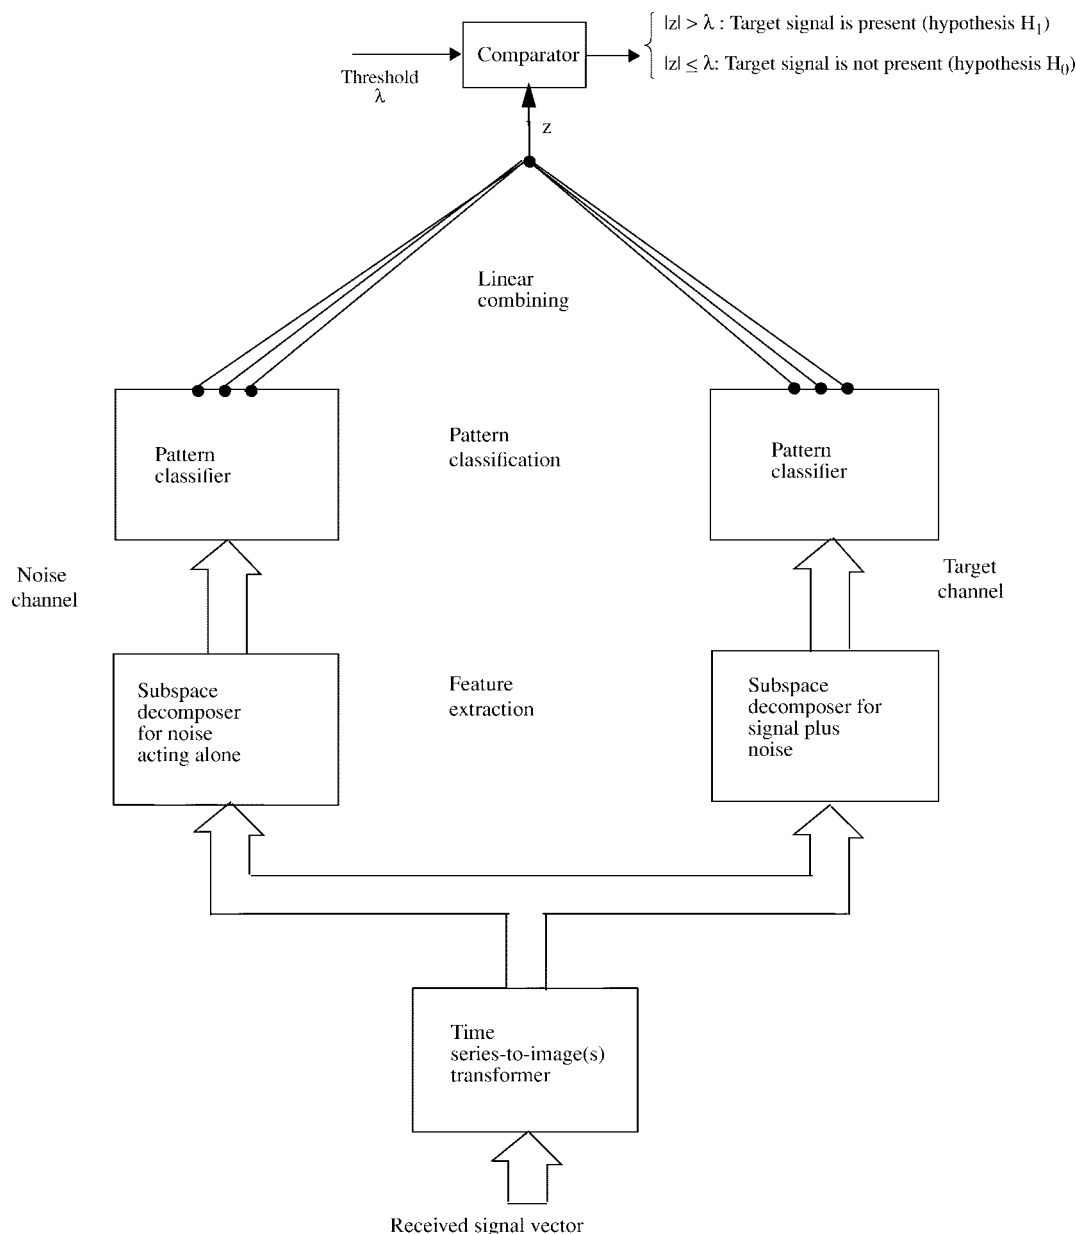 |z| > λ : Target signal is present (hypothesis H₁)
Comparator
|z| ≤ λ: Target signal is not present (hypothesis H₀)
Threshold
λ
z
Linear
combining
Pattern
classifier
Pattern
classification
Pattern
classifier
Noise
channel
Target
channel
Subspace
decomposer
for noise
acting alone
Feature
extraction
Subspace
decomposer for
signal plus
noise
Time
series-to-image(s)
transformer
Received signal vector